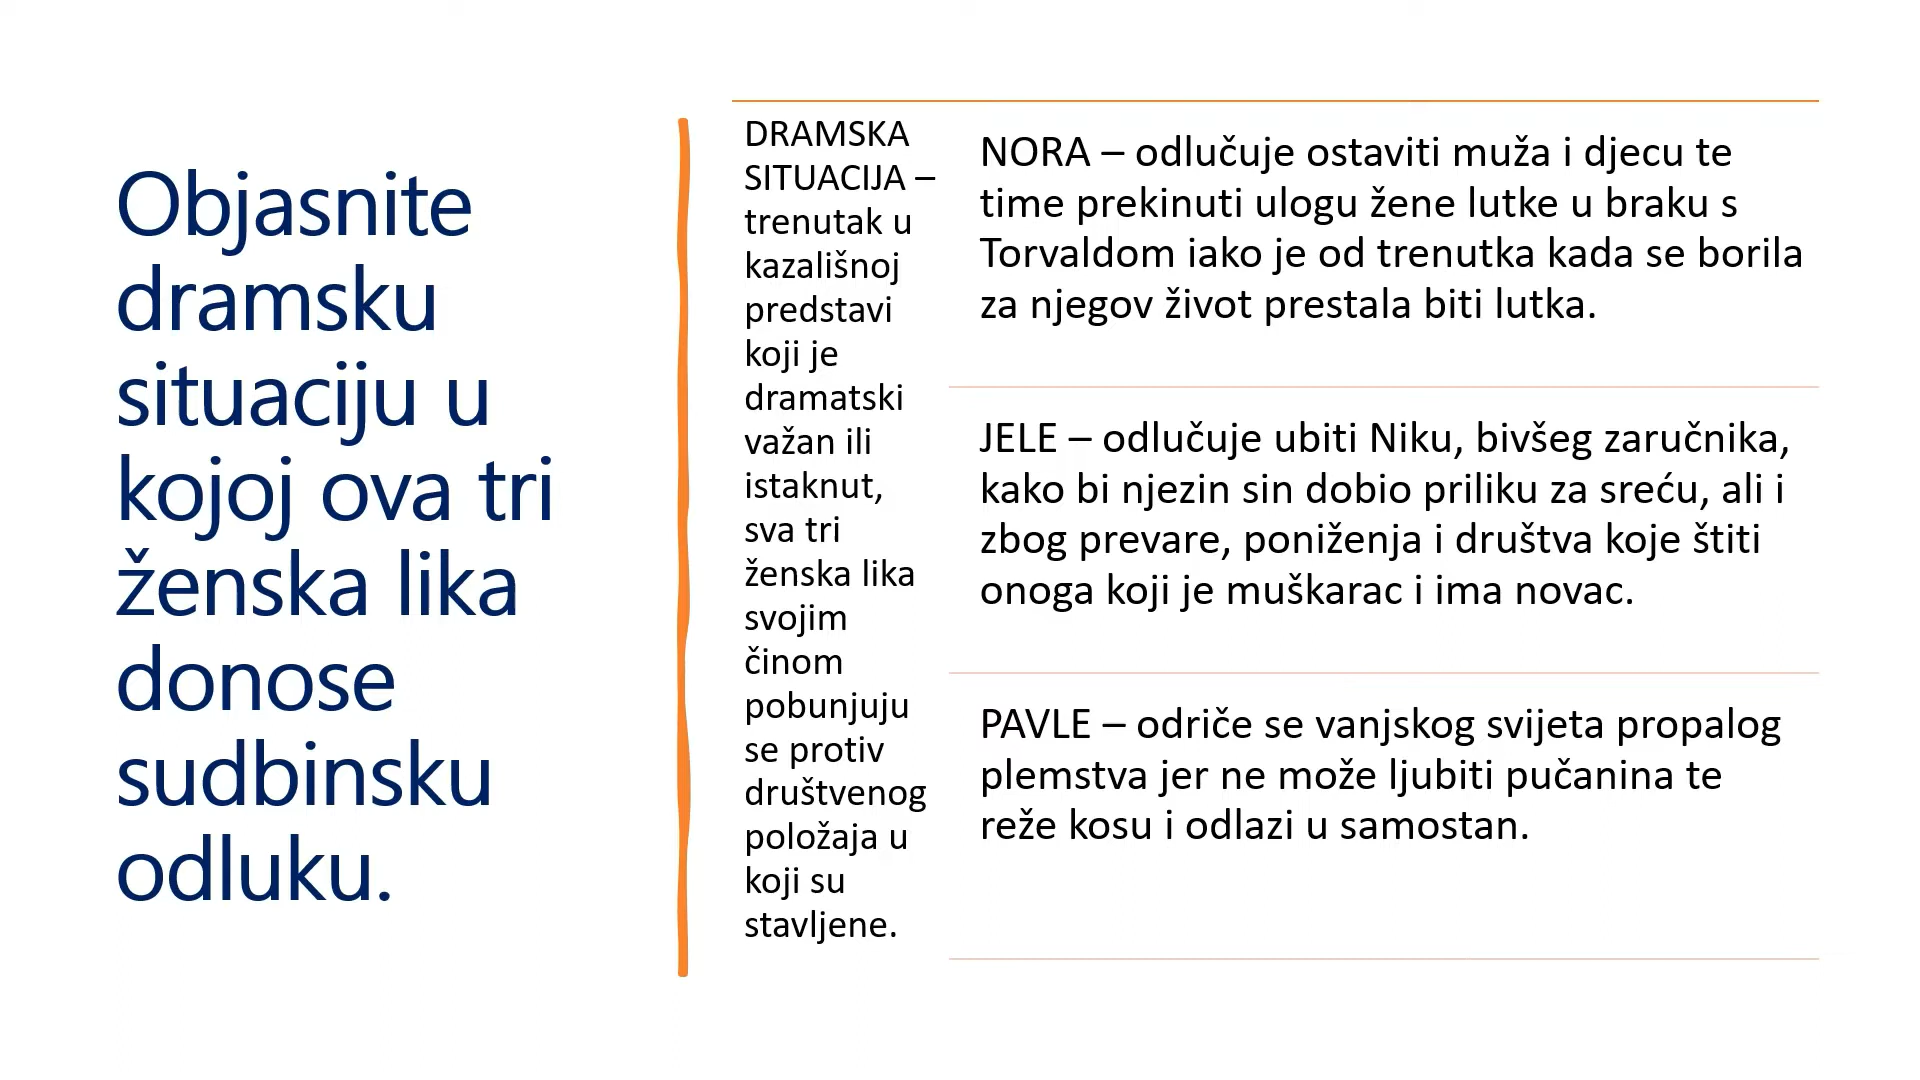 Objasnite
dramsku
situaciju u
kojoj ova tri
ženska lika
donose
sudbinsku
odluku.
DRAMSKA
SITUACIJA –
trenutak u
kazališnoj
predstavi
koji je
dramatski
važan ili
istaknut,
sva tri
ženska lika
svojim
činom
pobunjuju
se protiv
društvenog
položaja u
koji su
stavljene.
NORA – odlučuje ostaviti muža i djecu te
time prekinuti ulogu žene lutke u braku s
Torvaldom iako je od trenutka kada se borila
za njegov život prestala biti lutka.
JELE – odlučuje ubiti Niku, bivšeg zaručnika,
kako bi njezin sin dobio priliku za sreću, ali i
zbog prevare, poniženja i društva koje štiti
onoga koji je muškarac i ima novac.
PAVLE – odriče se vanjskog svijeta propalog
plemstva jer ne može ljubiti pučanina te
reže kosu i odlazi u samostan.